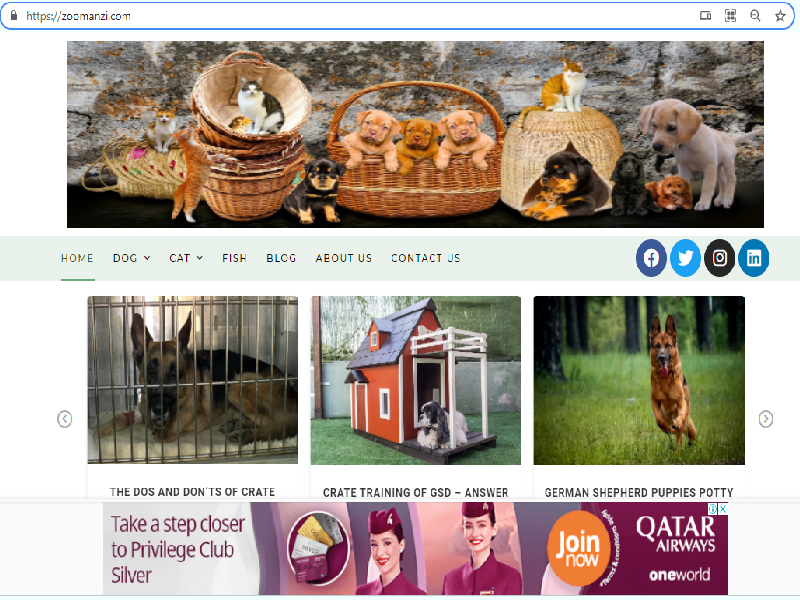 https://zoomanzi.com
HOME DOG CAT FISH BLOG ABOUT US CONTACT US
THE DOS AND DON'TS OF CRATE
CRATE TRAINING OF GSD – ANSWER
GERMAN SHEPHERD PUPPIES POTTY
Take a step closer
to Privilege Club
Silver
Join
now
QATAR
AIRWAYS
oneworld